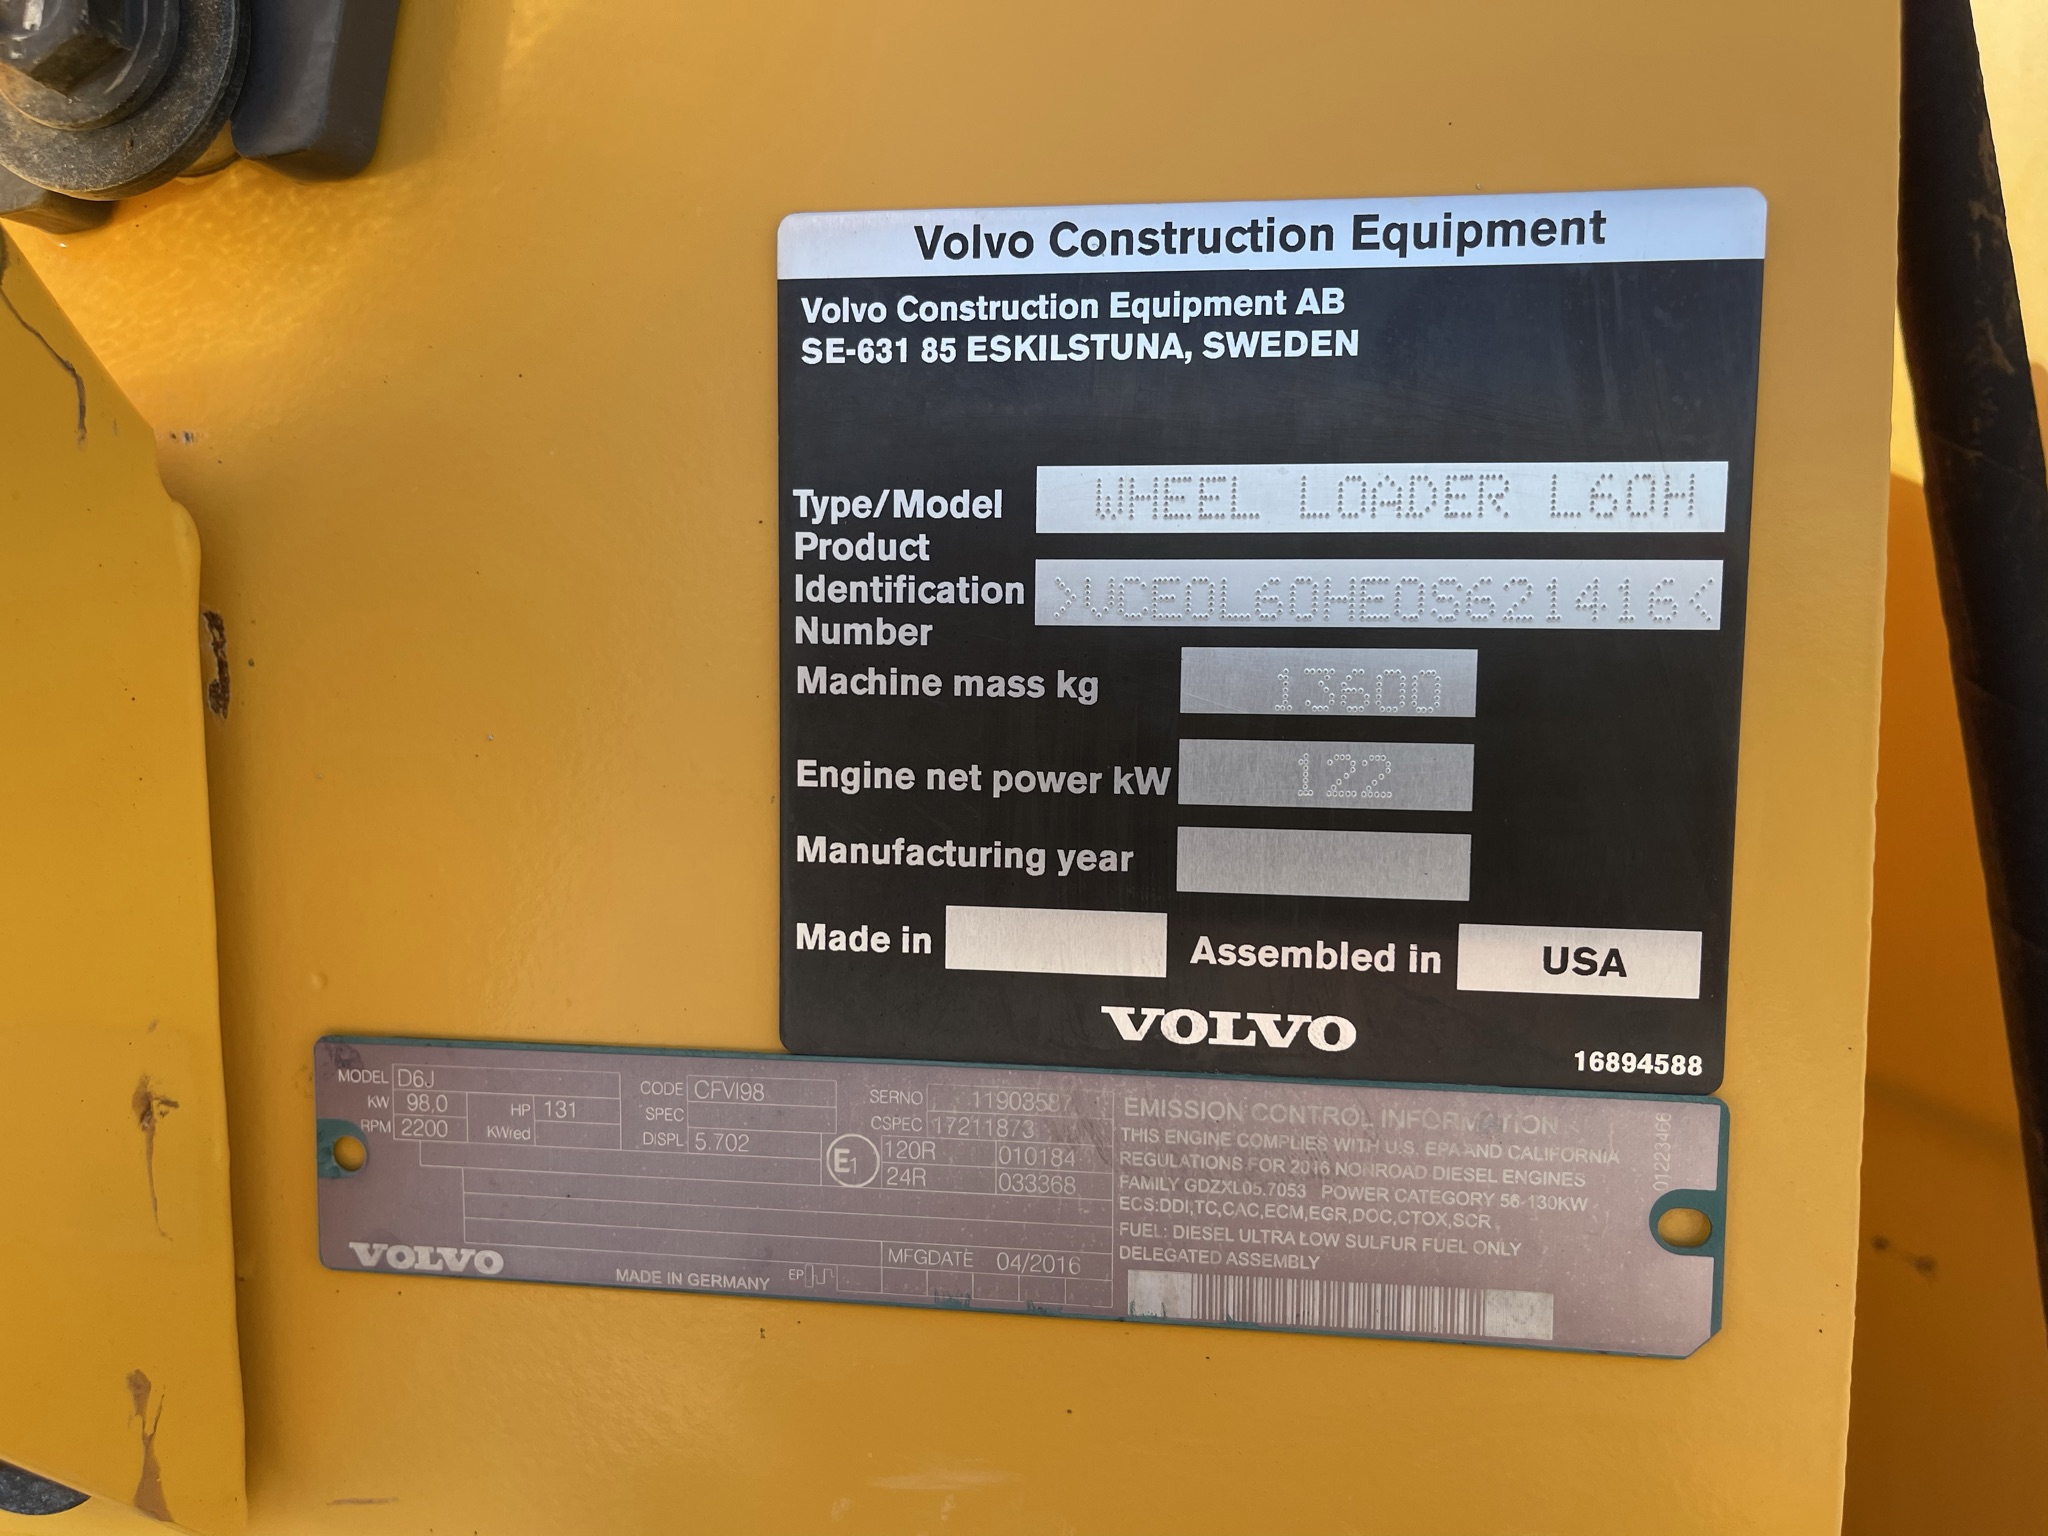 Volvo Construction Equipment
Volvo Construction Equipment AB
SE-631 85 ESKILSTUNA, SWEDEN
Type/Model WHEEL LOADER L60H
Product
Identification >VCE0L60HE0S621416<
Number
Machine mass kg 13600
Engine net power kW 122
Manufacturing year
Made in Assembled in USA
VOLVO
16894588
MODEL D6J CODE CFVI98 SERNO 11903587
KW 98,0 HP 131 SPEC CSPEC 17211873
RPM 2200 KWred DISPL 5.702 E1 120R 010184
24R 033368
MFGDATE 04/2016
VOLVO MADE IN GERMANY EP
EMISSION CONTROL INFORMATION
THIS ENGINE COMPLIES WITH U.S. EPA AND CALIFORNIA
REGULATIONS FOR 2016 NONROAD DIESEL ENGINES
FAMILY GDZXL05.7053 POWER CATEGORY 56-130KW
ECS:DDI,TC,CAC,ECM,EGR,DOC,CTOX,SCR
FUEL: DIESEL ULTRA LOW SULFUR FUEL ONLY
DELEGATED ASSEMBLY
01223466